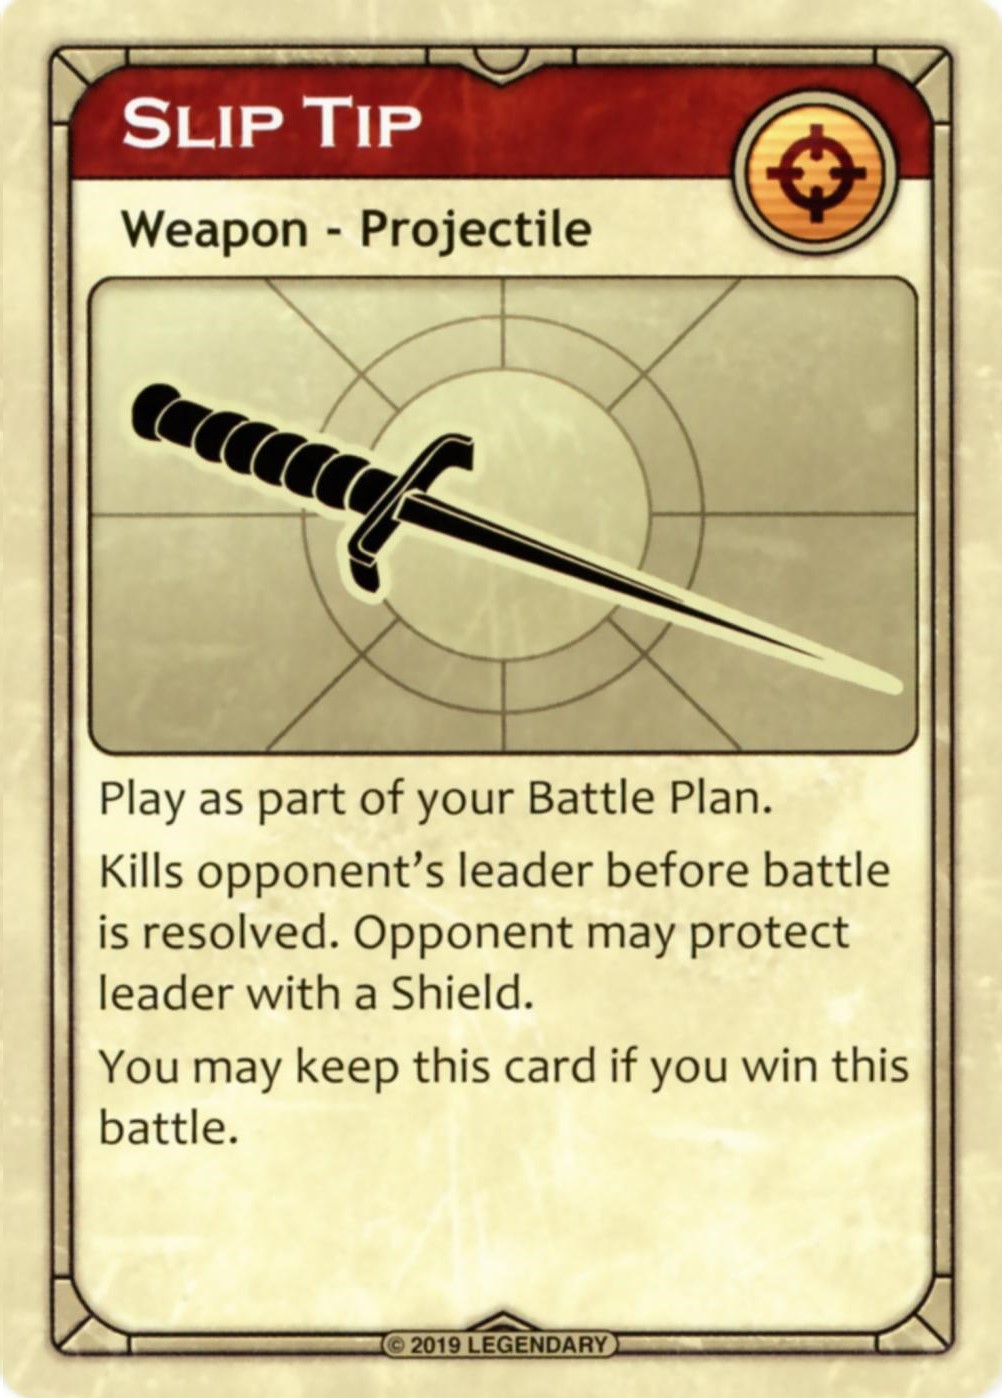 SLIP TIP
Weapon - Projectile
Play as part of your Battle Plan.
Kills opponent’s leader before battle
is resolved. Opponent may protect
leader with a Shield.
You may keep this card if you win this
battle.
© 2019 LEGENDARY